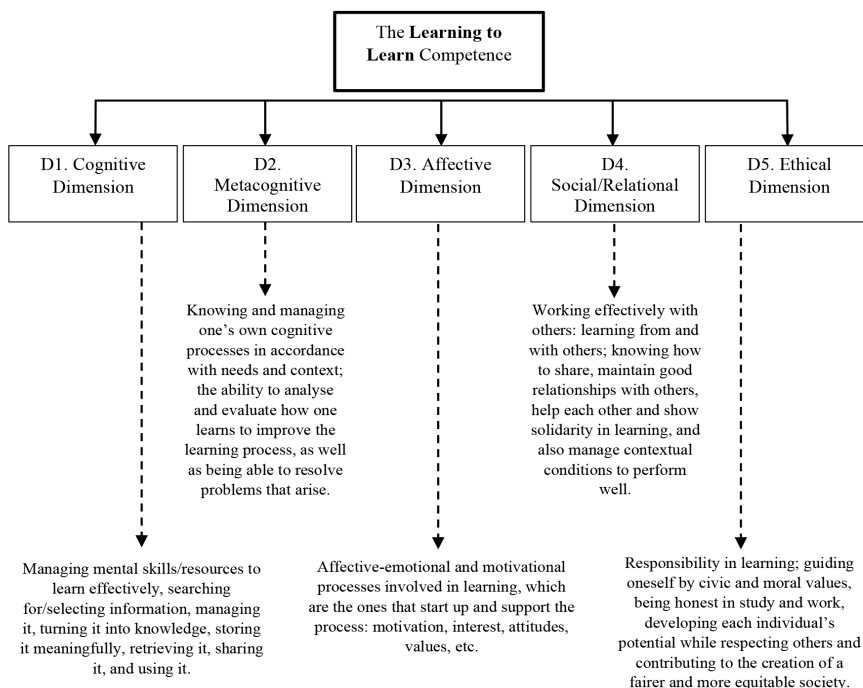 The Learning to
Learn Competence
D1. Cognitive
Dimension
D2.
Metacognitive
Dimension
D3. Affective
Dimension
D4.
Social/Relational
Dimension
D5. Ethical
Dimension
Knowing and managing
one’s own cognitive
processes in accordance
with needs and context;
the ability to analyse
and evaluate how one
learns to improve the
learning process, as well
as being able to resolve
problems that arise.
Working effectively with
others: learning from and
with others; knowing how
to share, maintain good
relationships with others,
help each other and show
solidarity in learning, and
also manage contextual
conditions to perform
well.
Managing mental skills/resources to
learn effectively, searching
for/selecting information, managing
it, turning it into knowledge, storing
it meaningfully, retrieving it, sharing
it, and using it.
Affective-emotional and motivational
processes involved in learning, which
are the ones that start up and support the
process: motivation, interest, attitudes,
values, etc.
Responsibility in learning; guiding
oneself by civic and moral values,
being honest in study and work,
developing each individual’s
potential while respecting others and
contributing to the creation of a
fairer and more equitable society.